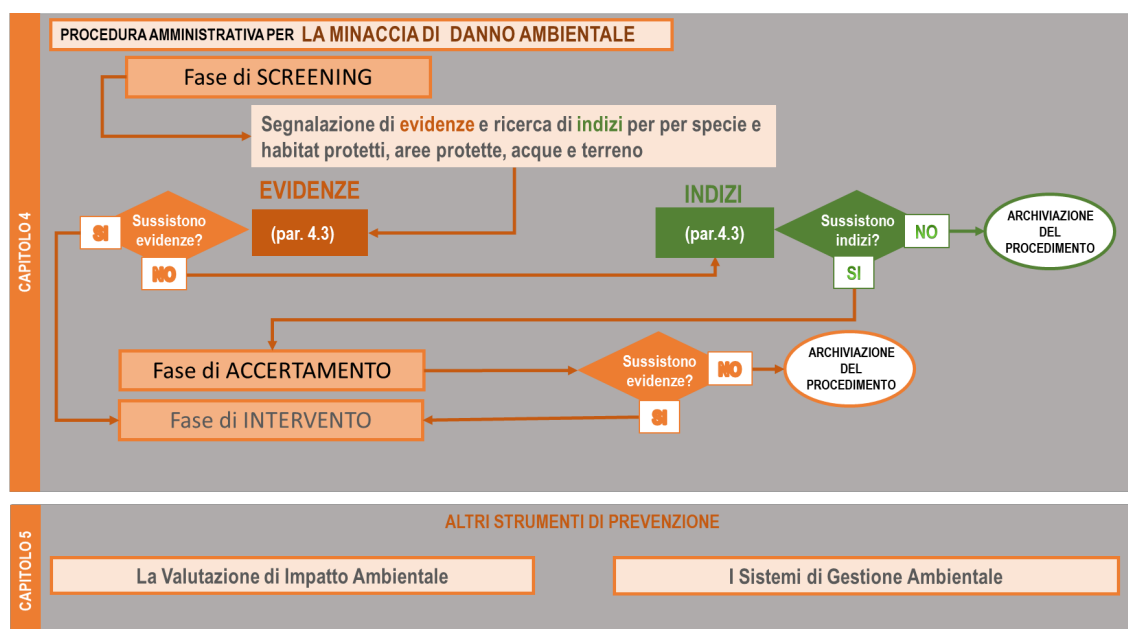 CAPITOLO 4
PROCEDURA AMMINISTRATIVA PER LA MINACCIA DI DANNO AMBIENTALE
Fase di SCREENING
Segnalazione di evidenze e ricerca di indizi per per specie e
habitat protetti, aree protette, acque e terreno
EVIDENZE
(par. 4.3)
Sussistono
evidenze?
SI
NO
INDIZI
(par.4.3)
Sussistono
indizi?
NO
SI
ARCHIVIAZIONE
DEL
PROCEDIMENTO
Fase di ACCERTAMENTO
Sussistono
evidenze?
NO
SI
ARCHIVIAZIONE
DEL
PROCEDIMENTO
Fase di INTERVENTO
CAPITOLO 5
ALTRI STRUMENTI DI PREVENZIONE
La Valutazione di Impatto Ambientale
I Sistemi di Gestione Ambientale